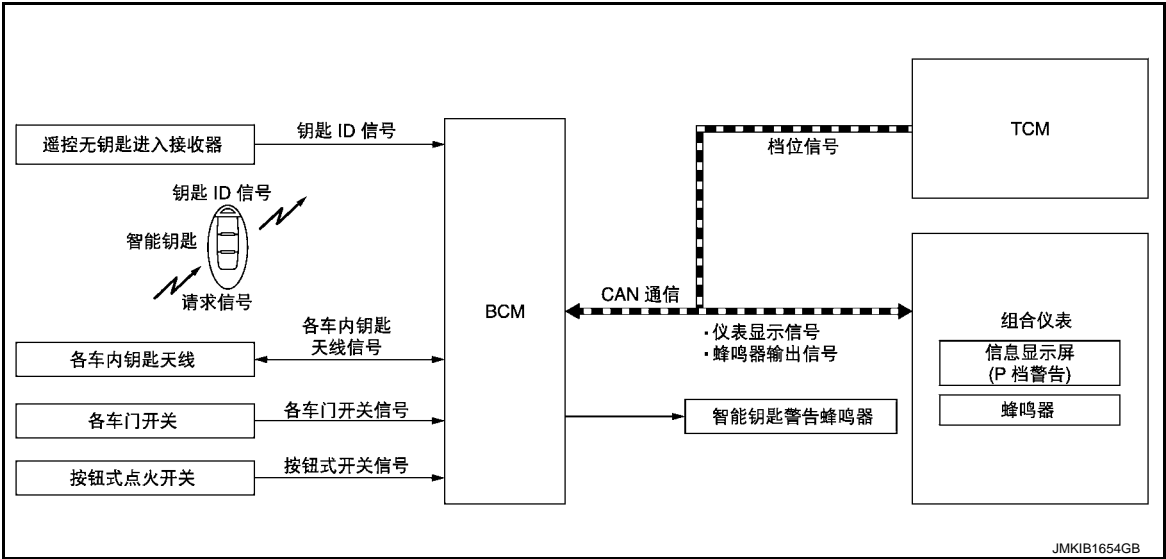 遥控无钥匙进入接收器
钥匙 ID 信号
钥匙 ID 信号
智能钥匙
请求信号
各车内钥匙天线
各车内钥匙
天线信号
各车门开关
各车门开关信号
按钮式点火开关
按钮式开关信号
BCM
CAN 通信
档位信号
·仪表显示信号
·蜂鸣器输出信号
智能钥匙警告蜂鸣器
TCM
组合仪表
信息显示屏
(P 档警告)
蜂鸣器
JMKIB1654GB